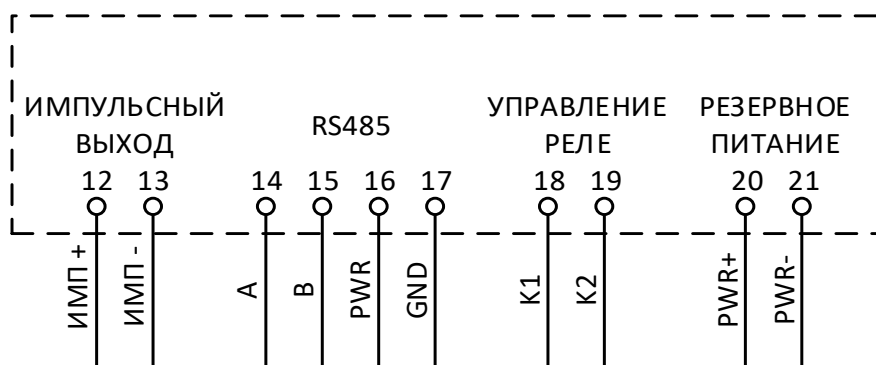 ИМПУЛЬСНЫЙ
ВЫХОД
RS485
УПРАВЛЕНИЕ
РЕЛЕ
РЕЗЕРВНОЕ
ПИТАНИЕ
12 13 14 15 16 17 18 19 20 21
ИМП +
ИМП -
A
B
PWR
GND
K1
K2
PWR+
PWR-